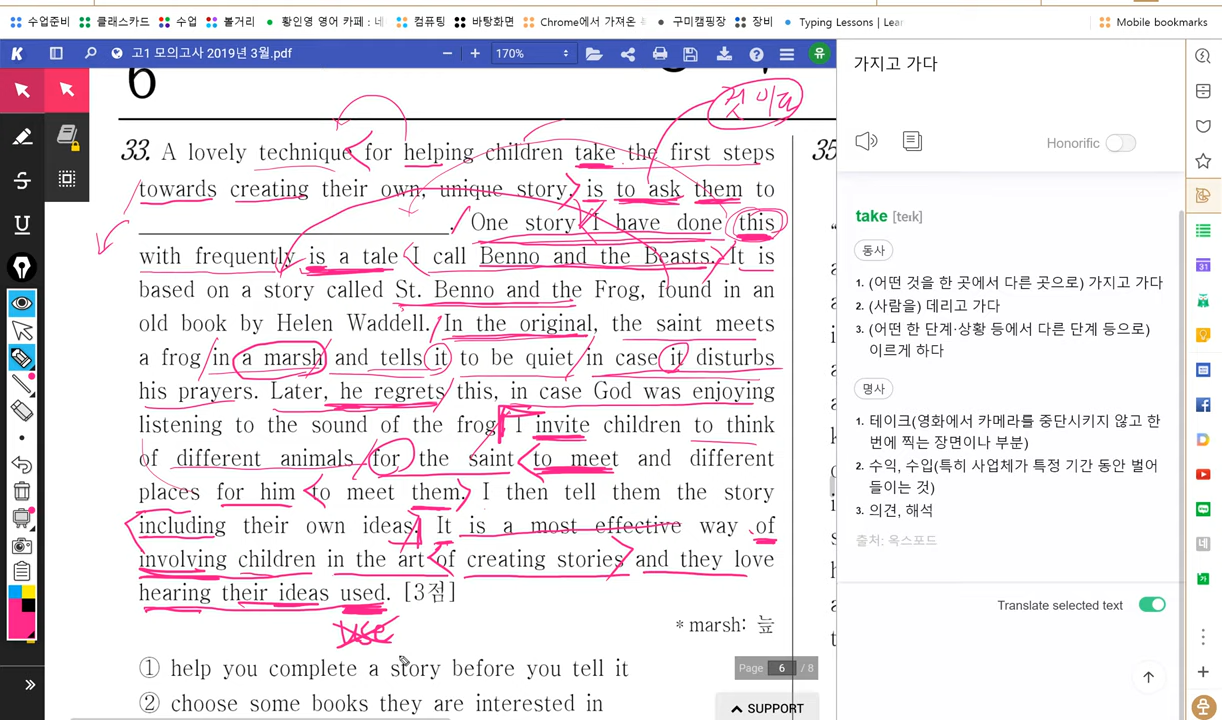 수업준비 클래스카드 수업 볼거리 황인영 영어 카페 : 네 컴퓨팅 바탕화면 Chrome에서 가져온 구미캠핑장 장비 Typing Lessons | Lear Mobile bookmarks
K 고1 모의고사 2019년 3월.pdf 170% 유
6
것 이다
33. A lovely technique for helping children take the first steps
towards creating their own, unique story, is to ask them to
. One story I have done this
with frequently is a tale I call Benno and the Beasts. It is
based on a story called St. Benno and the Frog, found in an
old book by Helen Waddell. In the original, the saint meets
a frog in a marsh and tells it to be quiet in case it disturbs
his prayers. Later, he regrets this, in case God was enjoying
listening to the sound of the frog. I invite children to think
of different animals for the saint to meet and different
places for him to meet them. I then tell them the story
including their own ideas. It is a most effective way of
involving children in the art of creating stories and they love
hearing their ideas used. [3점]
use
* marsh: 늪
① help you complete a story before you tell it
② choose some books they are interested in
Page 6 / 8
SUPPORT
35
가지고 가다
Honorific
take [teɪk]
동사
1. (어떤 것을 한 곳에서 다른 곳으로) 가지고 가다
2. (사람을) 데리고 가다
3. (어떤 한 단계·상황 등에서 다른 단계 등으로) 이르게 하다
명사
1. 테이크(영화에서 카메라를 중단시키지 않고 한 번에 찍는 장면이나 부분)
2. 수익, 수입(특히 사업체가 특정 기간 동안 벌어들이는 것)
3. 의견, 해석
출처: 옥스포드
Translate selected text